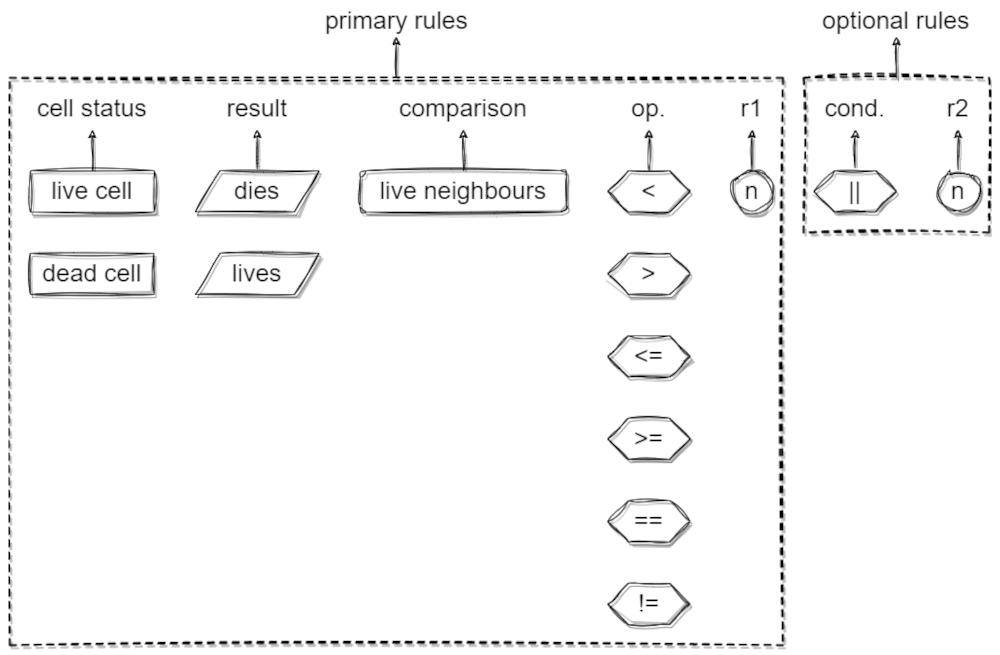 primary rules
optional rules
cell status
result
comparison
op.
r1
cond.
r2
live cell
dies
live neighbours
<
n
||
n
dead cell
lives
>
<=
>=
==
!=